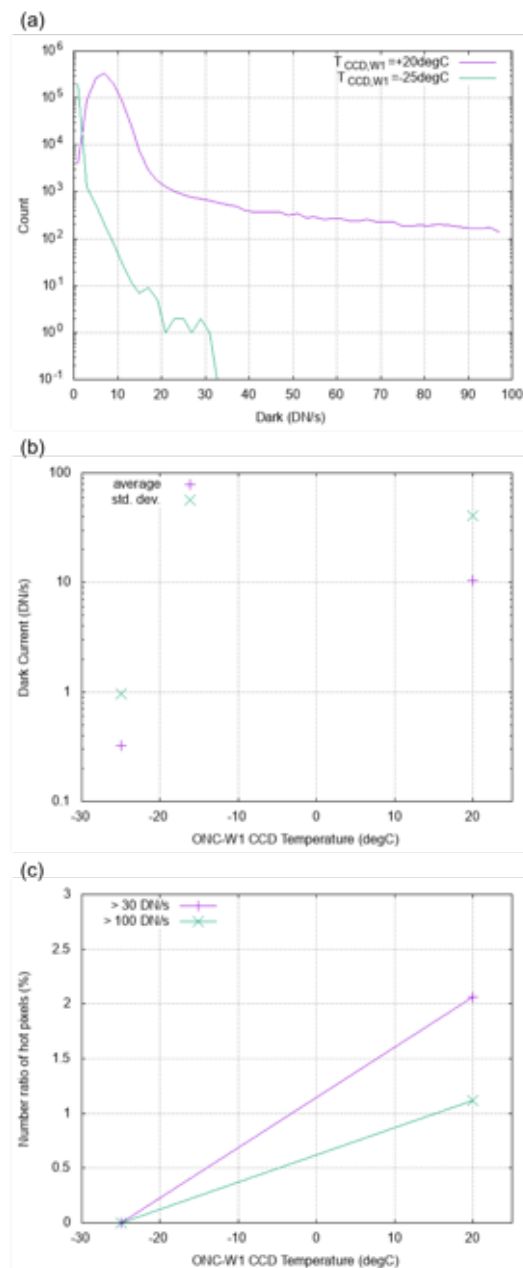 (a)
T CCD,W1 =+20degC
T CCD,W1 =-25degC
10^6
10^5
10^4
10^3
10^2
10^1
10^0
10^-1
Count
0 10 20 30 40 50 60 70 80 90 100
Dark (DN/s)
(b)
average
std. dev.
100
10
1
0.1
Dark Current (DN/s)
-30 -20 -10 0 10 20
ONC-W1 CCD Temperature (degC)
(c)
> 30 DN/s
> 100 DN/s
3
2.5
2
1.5
1
0.5
0
Number ratio of hot pixels (%)
-30 -20 -10 0 10 20
ONC-W1 CCD Temperature (degC)